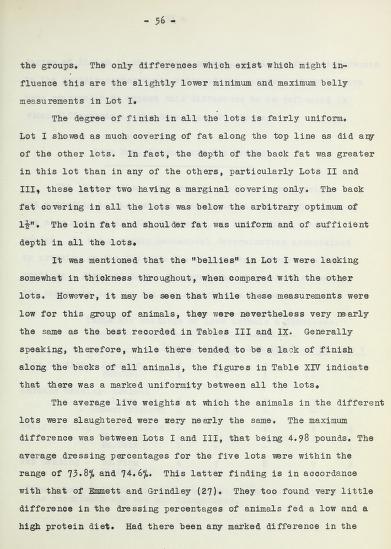 - 56 -
the groups. The only differences which exist which might in-
fluence this are the slightly lower minimum and maximum belly
measurements in Lot I.
The degree of finish in all the lots is fairly uniform.
Lot I showed as much covering of fat along the top line as did any
of the other lots. In fact, the depth of the back fat was greater
in this lot than in any of the others, particularly Lots II and
III, these latter two having a marginal covering only. The back
fat covering in all the lots was below the arbitrary optimum of
1½". The loin fat and shoulder fat was uniform and of sufficient
depth in all the lots.
It was mentioned that the "bellies" in Lot I were lacking
somewhat in thickness throughout, when compared with the other
lots. However, it may be seen that while these measurements were
low for this group of animals, they were nevertheless very nearly
the same as the best recorded in Tables III and IX. Generally
speaking, therefore, while there tended to be a lack of finish
along the backs of all animals, the figures in Table XIV indicate
that there was a marked uniformity between all the lots.
The average live weights at which the animals in the different
lots were slaughtered were very nearly the same. The maximum
difference was between Lots I and III, that being 4.98 pounds. The
average dressing percentages for the five lots were within the
range of 73.8% and 74.6%. This latter finding is in accordance
with that of Emmett and Grindley (27). They too found very little
difference in the dressing percentages of animals fed a low and a
high protein diet. Had there been any marked difference in the